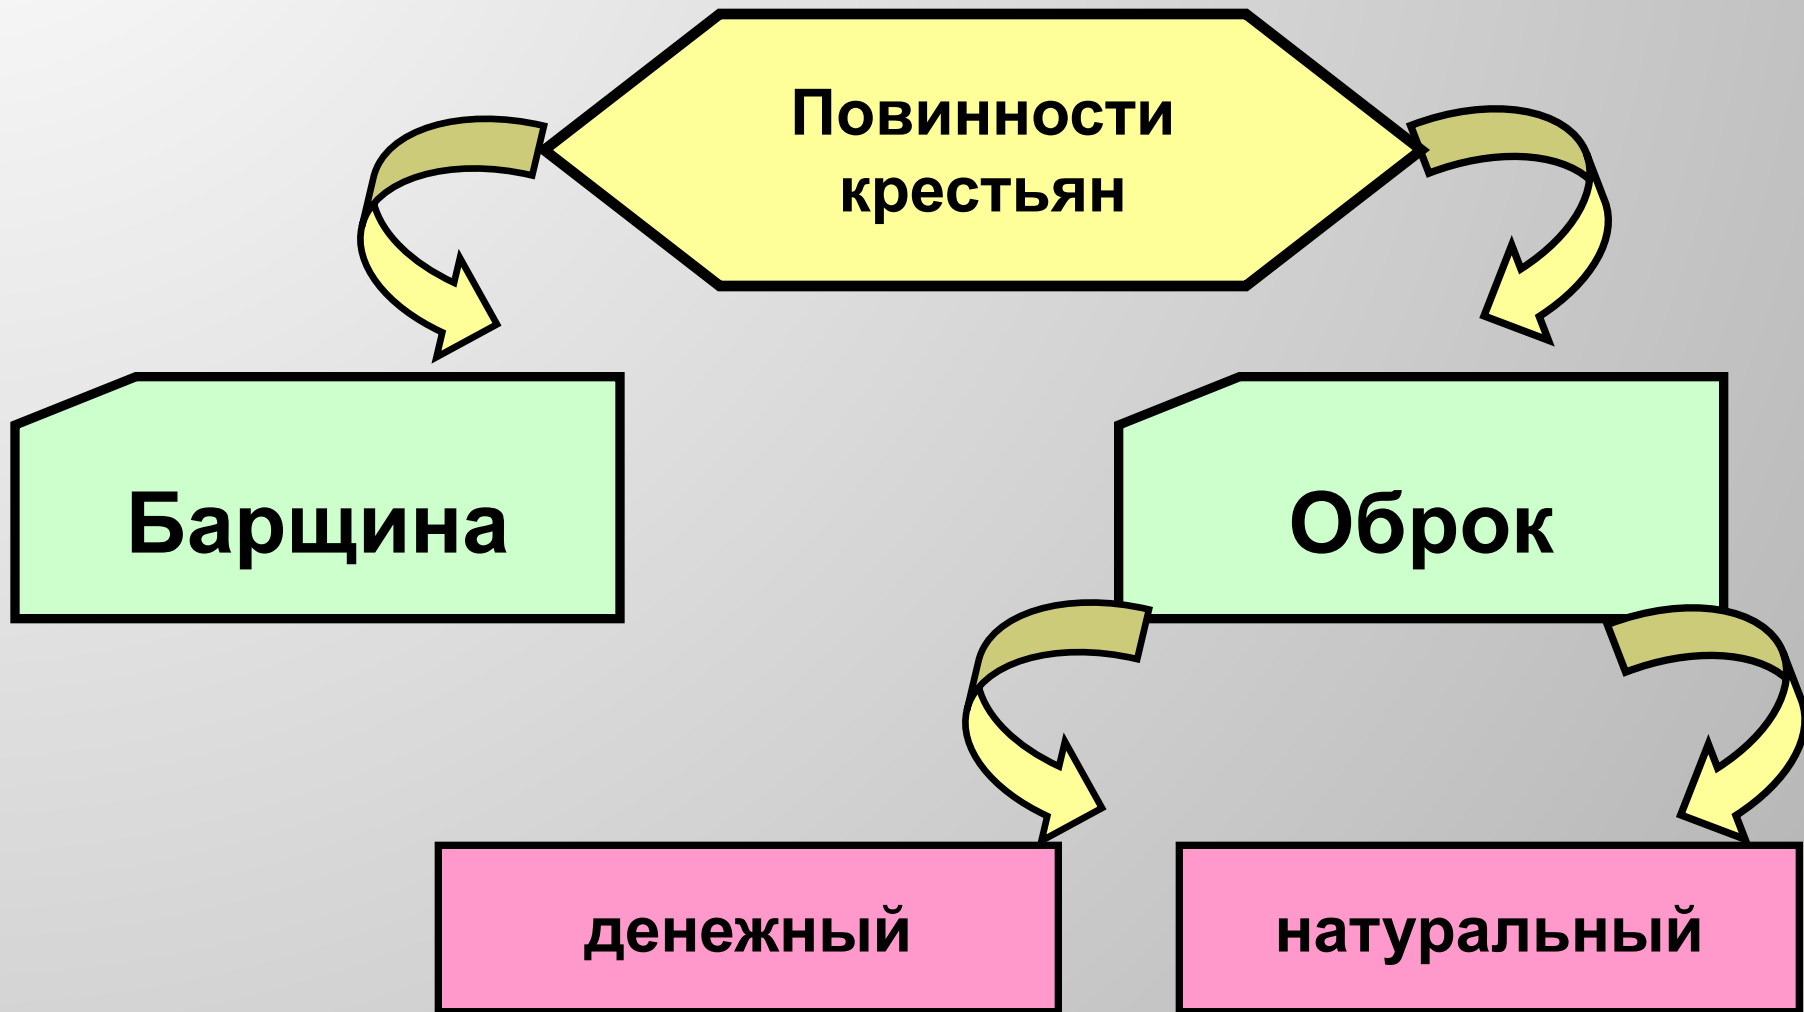 Повинности
крестьян
Барщина
Оброк
денежный
натуральный